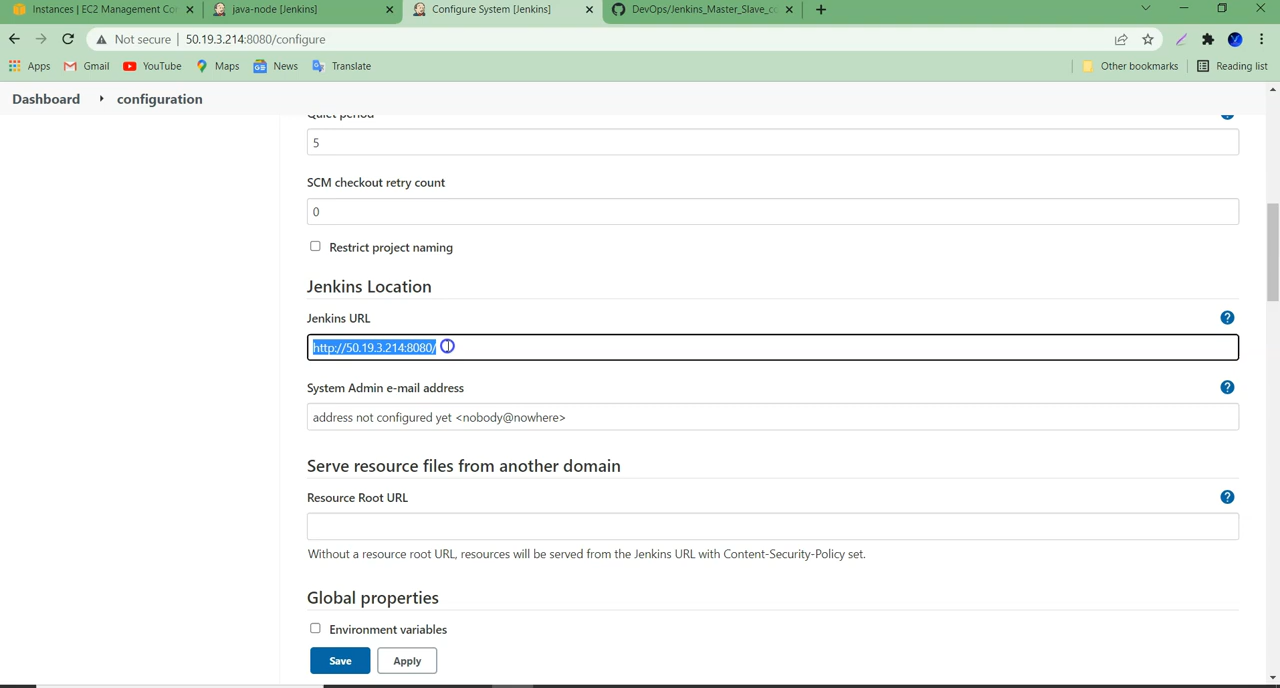 Instances | EC2 Management Con
java-node [Jenkins]
Configure System [Jenkins]
DevOps/Jenkins_Master_Slave_co
Not secure
50.19.3.214:8080/configure
Apps
Gmail
YouTube
Maps
News
Translate
Other bookmarks
Reading list
Dashboard
configuration
Quiet period
5
SCM checkout retry count
0
Restrict project naming
Jenkins Location
Jenkins URL
http://50.19.3.214:8080/
System Admin e-mail address
address not configured yet <nobody@nowhere>
Serve resource files from another domain
Resource Root URL
Without a resource root URL, resources will be served from the Jenkins URL with Content-Security-Policy set.
Global properties
Environment variables
Save
Apply